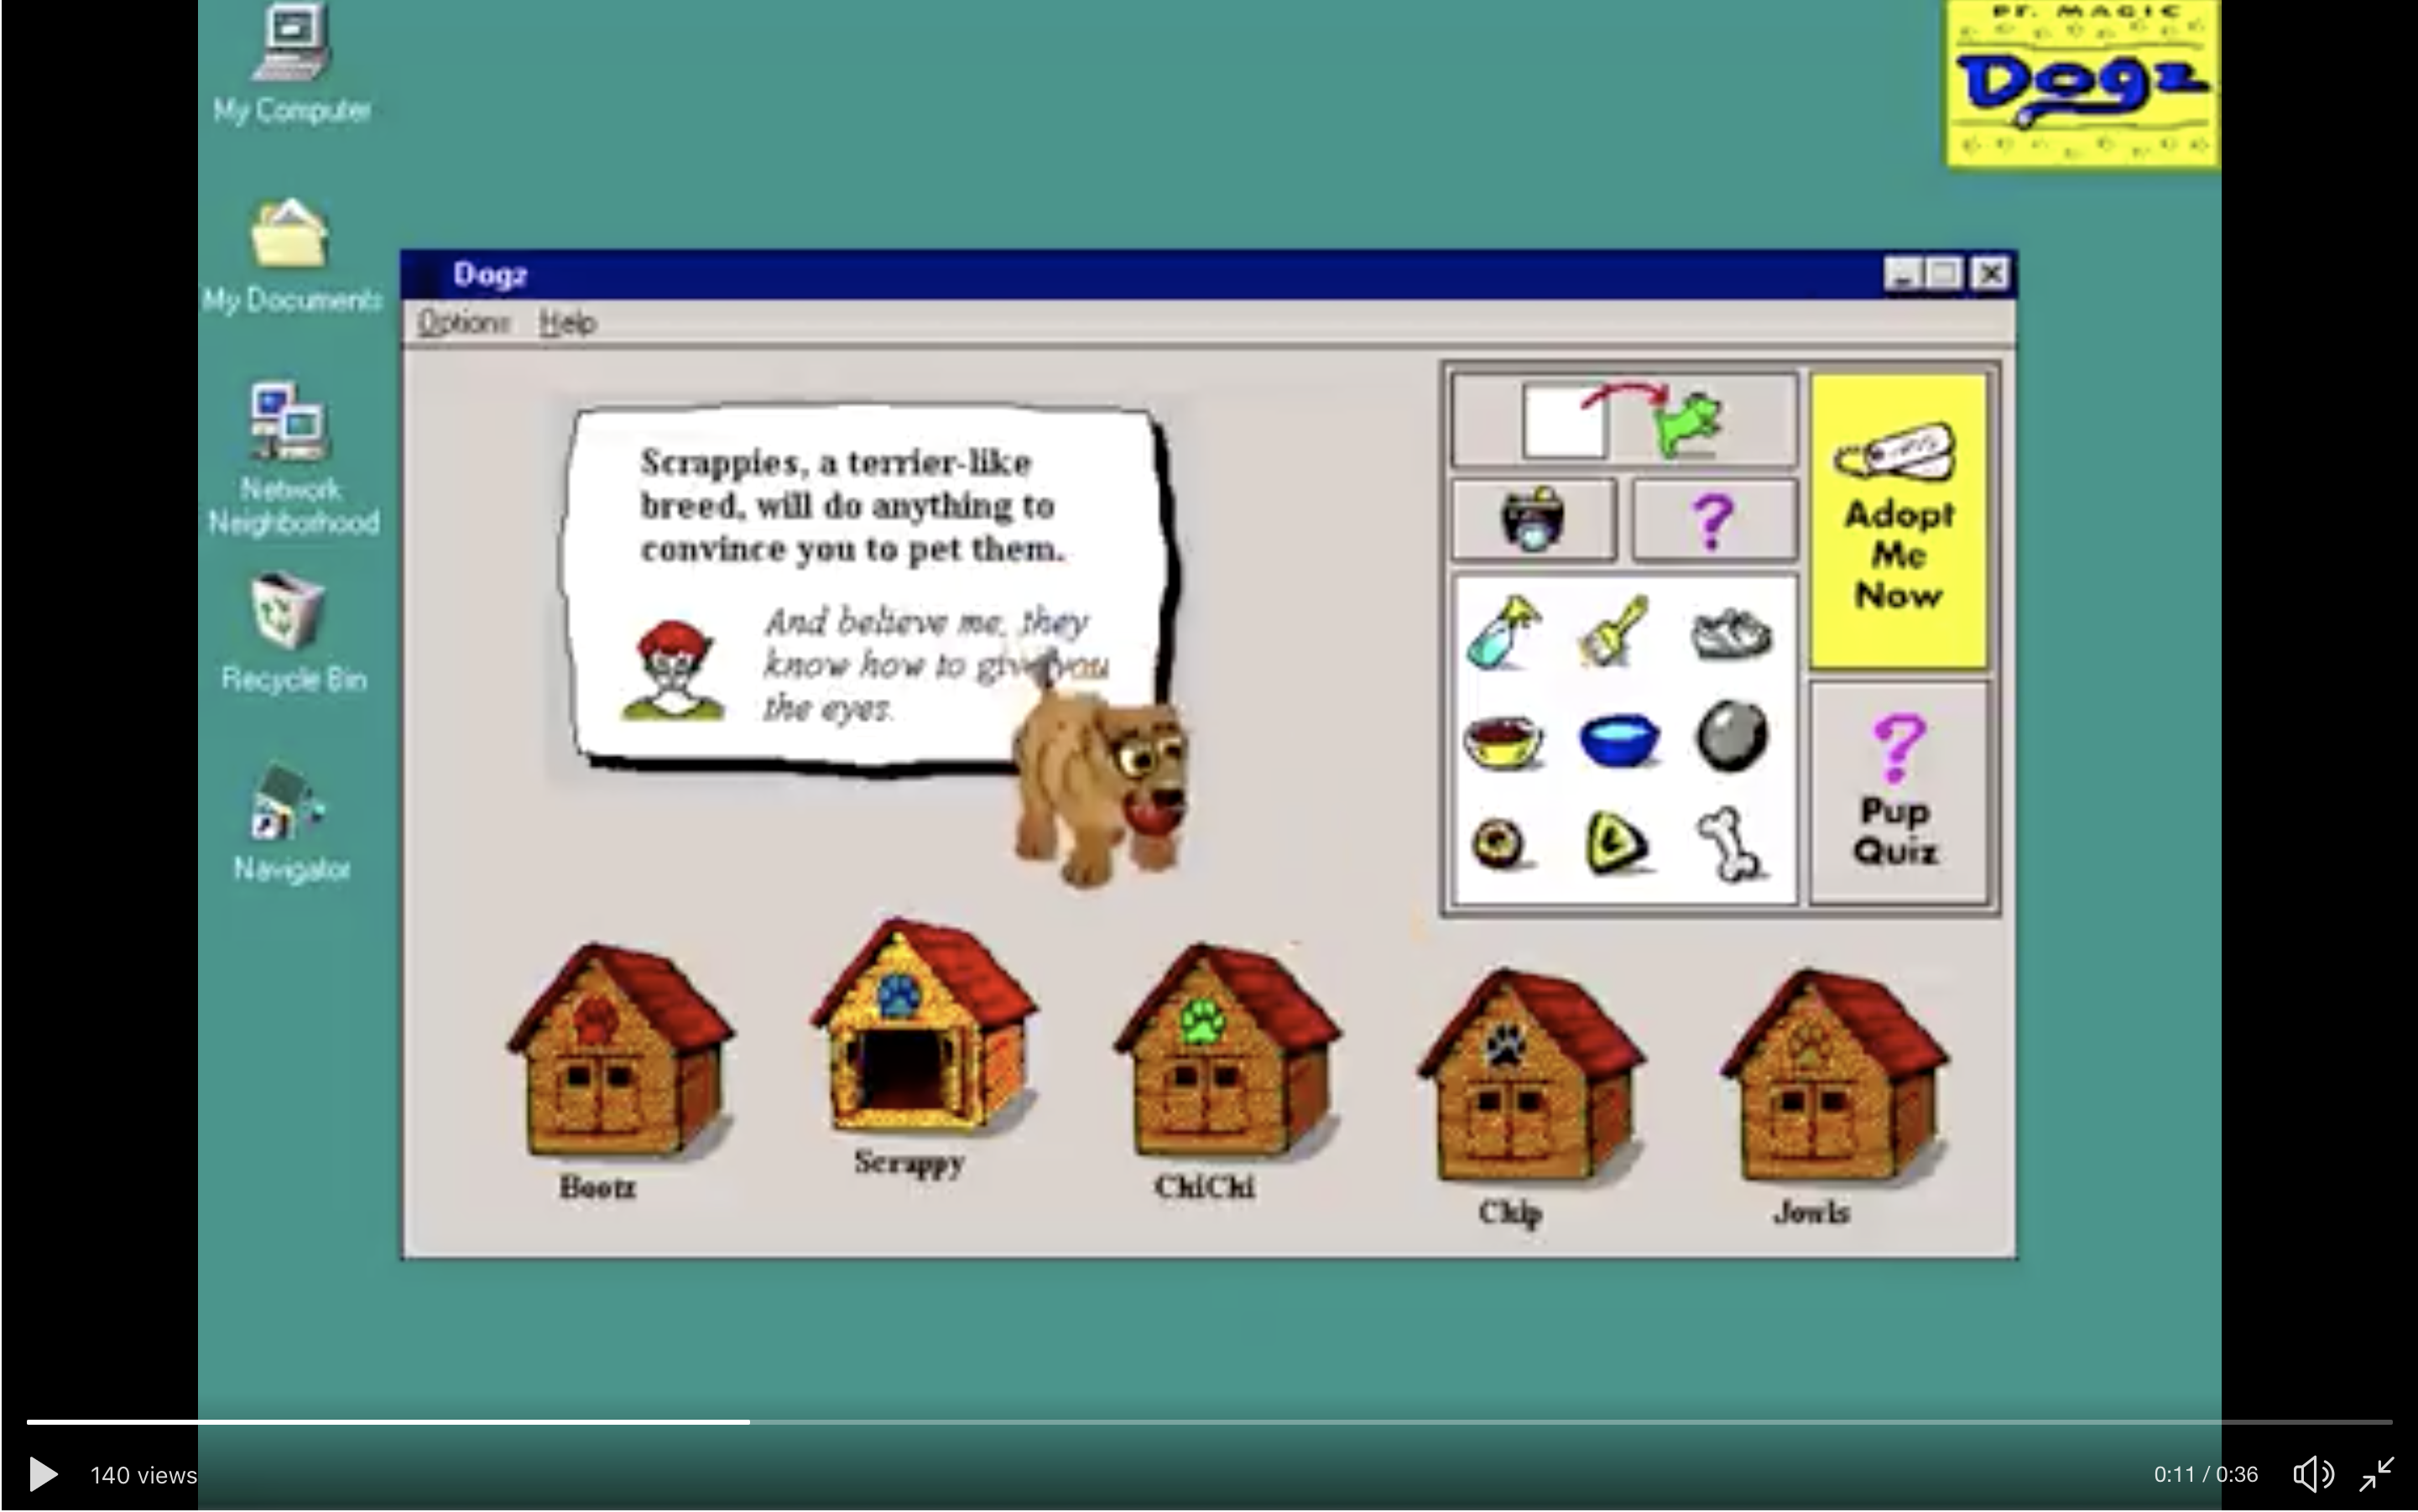 PF. MAGIC
Dogz
My Computer
My Documents
Network
Neighborhood
Recycle Bin
Navigator
Dogz
Options Help
Scrappies, a terrier-like
breed, will do anything to
convince you to pet them.
And believe me, they
know how to give you
the eyes.
Adopt
Me
Now
Pup
Quiz
Bootz
Scrappy
ChiChi
Chip
Jowls
140 views
0:11 / 0:36